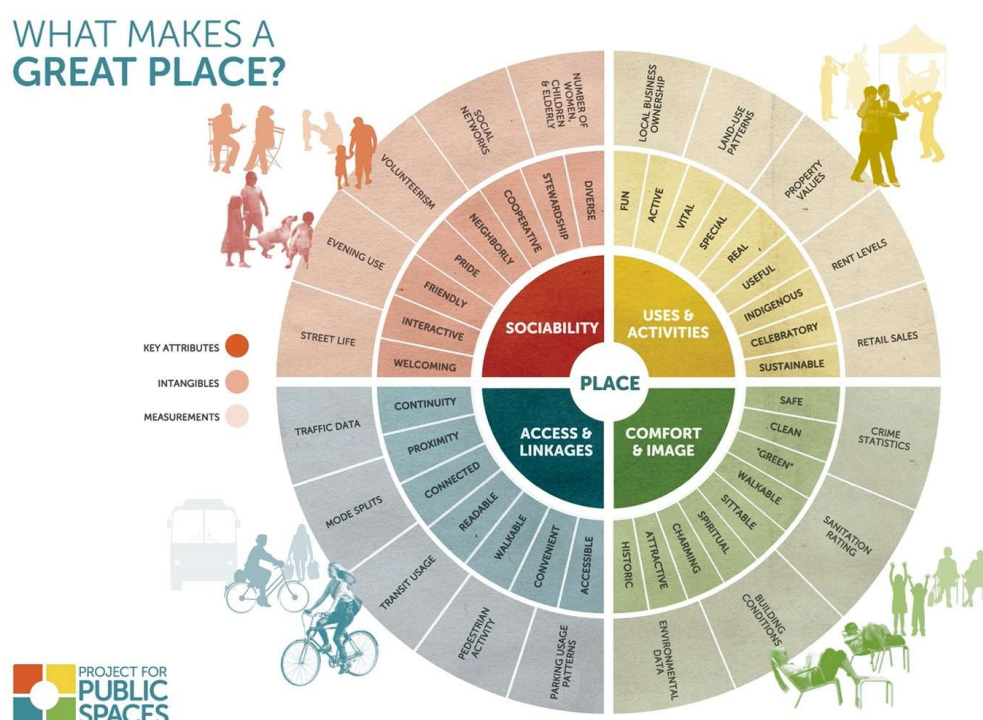 WHAT MAKES A
GREAT PLACE?
KEY ATTRIBUTES
INTANGIBLES
MEASUREMENTS
PLACE
SOCIABILITY
USES &
ACTIVITIES
ACCESS &
LINKAGES
COMFORT
& IMAGE
WELCOMING
INTERACTIVE
FRIENDLY
PRIDE
NEIGHBORLY
COOPERATIVE
STEWARDSHIP
DIVERSE
STREET LIFE
EVENING USE
VOLUNTEERISM
SOCIAL
NETWORKS
NUMBER OF
WOMEN,
CHILDREN
& ELDERLY
FUN
ACTIVE
VITAL
SPECIAL
REAL
USEFUL
INDIGENOUS
CELEBRATORY
SUSTAINABLE
LOCAL BUSINESS
OWNERSHIP
LAND-USE
PATTERNS
PROPERTY
VALUES
RENT LEVELS
RETAIL SALES
SAFE
CLEAN
"GREEN"
WALKABLE
SITTABLE
SPIRITUAL
CHARMING
ATTRACTIVE
HISTORIC
CRIME
STATISTICS
SANITATION
RATING
BUILDING
CONDITIONS
ENVIRONMENTAL
DATA
CONTINUITY
PROXIMITY
CONNECTED
READABLE
WALKABLE
CONVENIENT
ACCESSIBLE
TRAFFIC DATA
MODE SPLITS
TRANSIT USAGE
PEDESTRIAN
ACTIVITY
PARKING USAGE
PATTERNS
PROJECT FOR
PUBLIC
SPACES